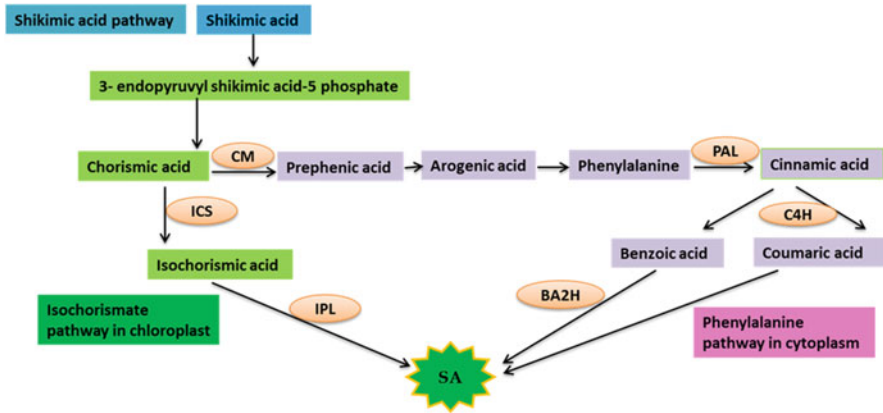 Shikimic acid pathway
Shikimic acid
3- endopyruvyl shikimic acid-5 phosphate
Chorismic acid
CM
Prephenic acid
Arogenic acid
Phenylalanine
PAL
Cinnamic acid
ICS
C4H
Isochorismic acid
Benzoic acid
Coumaric acid
IPL
BA2H
Isochorismate
pathway in chloroplast
Phenylalanine
pathway in cytoplasm
SA